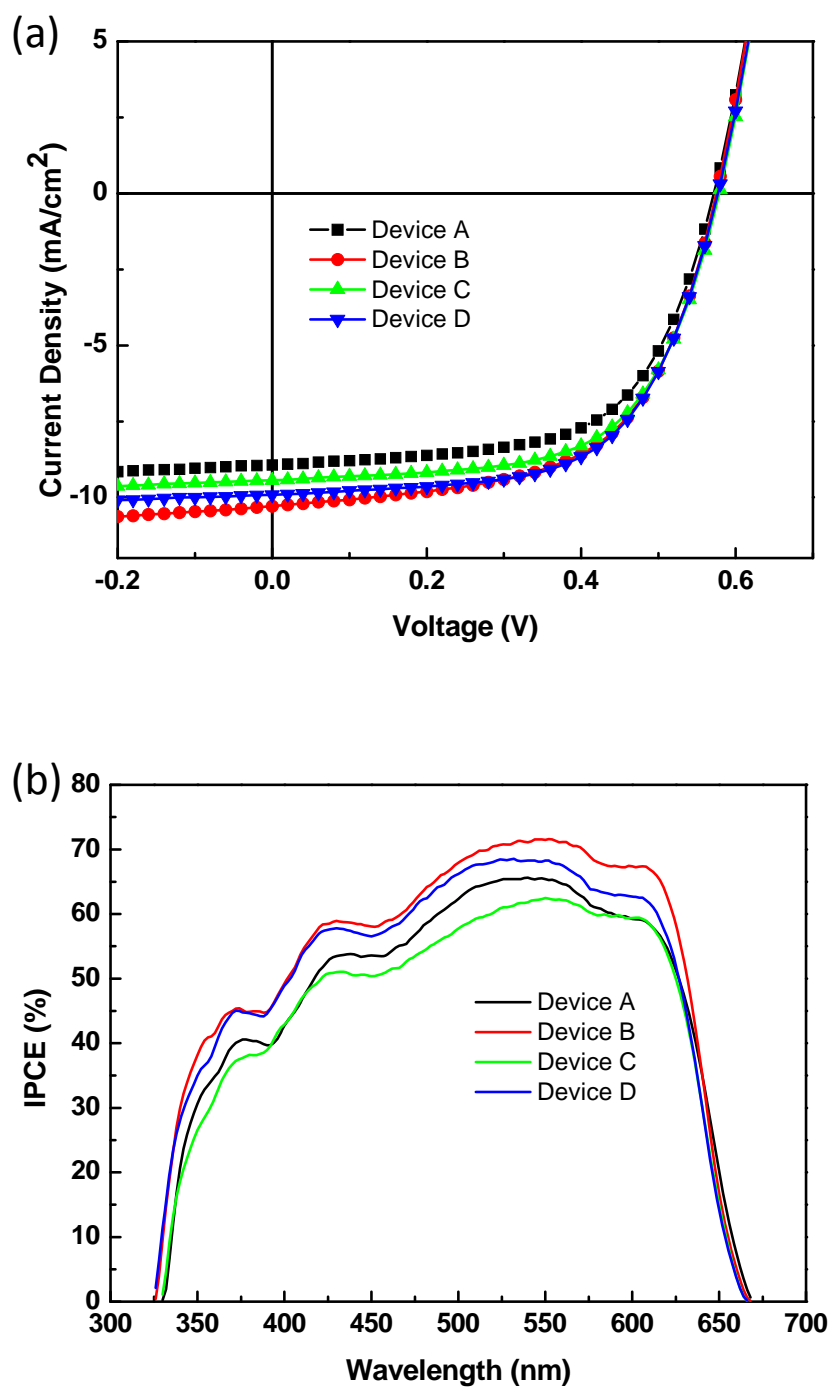 (a)
5
0
-5
-10
Current Density (mA/cm²)
Device A
Device B
Device C
Device D
-0.2
0.0
0.2
0.4
0.6
Voltage (V)
(b)
80
70
60
50
40
30
20
10
0
IPCE (%)
Device A
Device B
Device C
Device D
300
350
400
450
500
550
600
650
700
Wavelength (nm)